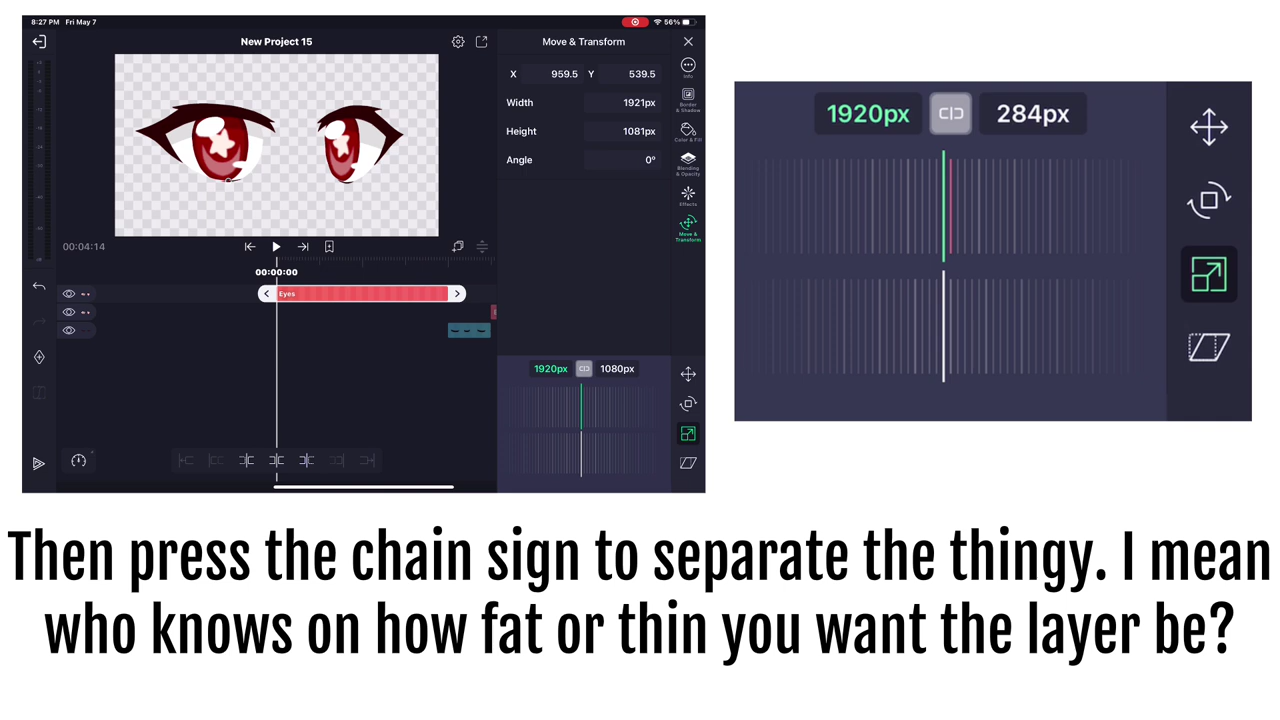 8:27 PM Fri May 7
56%
New Project 15
Move & Transform
X 959.5 Y 539.5
Width 1921px
Height 1081px
Angle 0°
Info
Border
& Shadow
Color & Fill
Blending
& Opacity
Effects
Move &
Transform
00:04:14
00:00:00
Eyes
1920px 1080px
1920px 284px
Then press the chain sign to separate the thingy. I mean
who knows on how fat or thin you want the layer be?